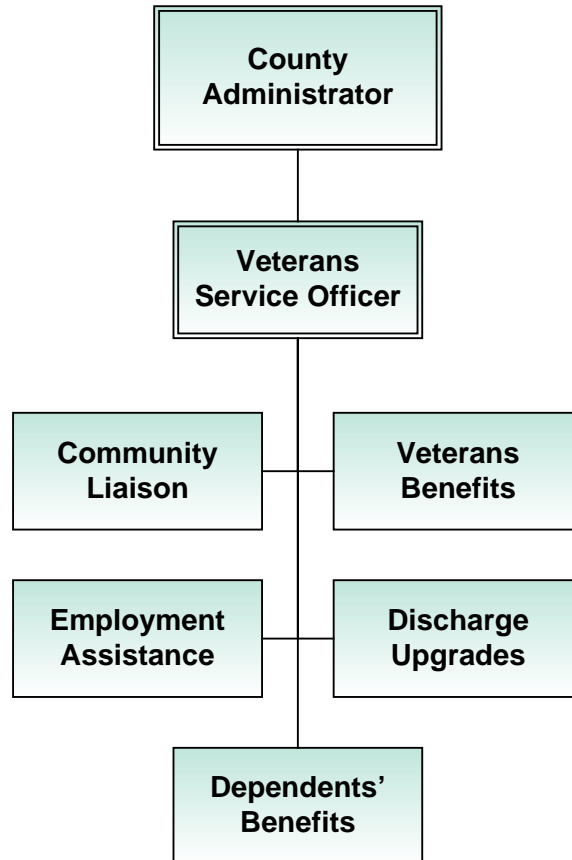 County
Administrator
Veterans
Service Officer
Community
Liaison
Veterans
Benefits
Employment
Assistance
Discharge
Upgrades
Dependents’
Benefits